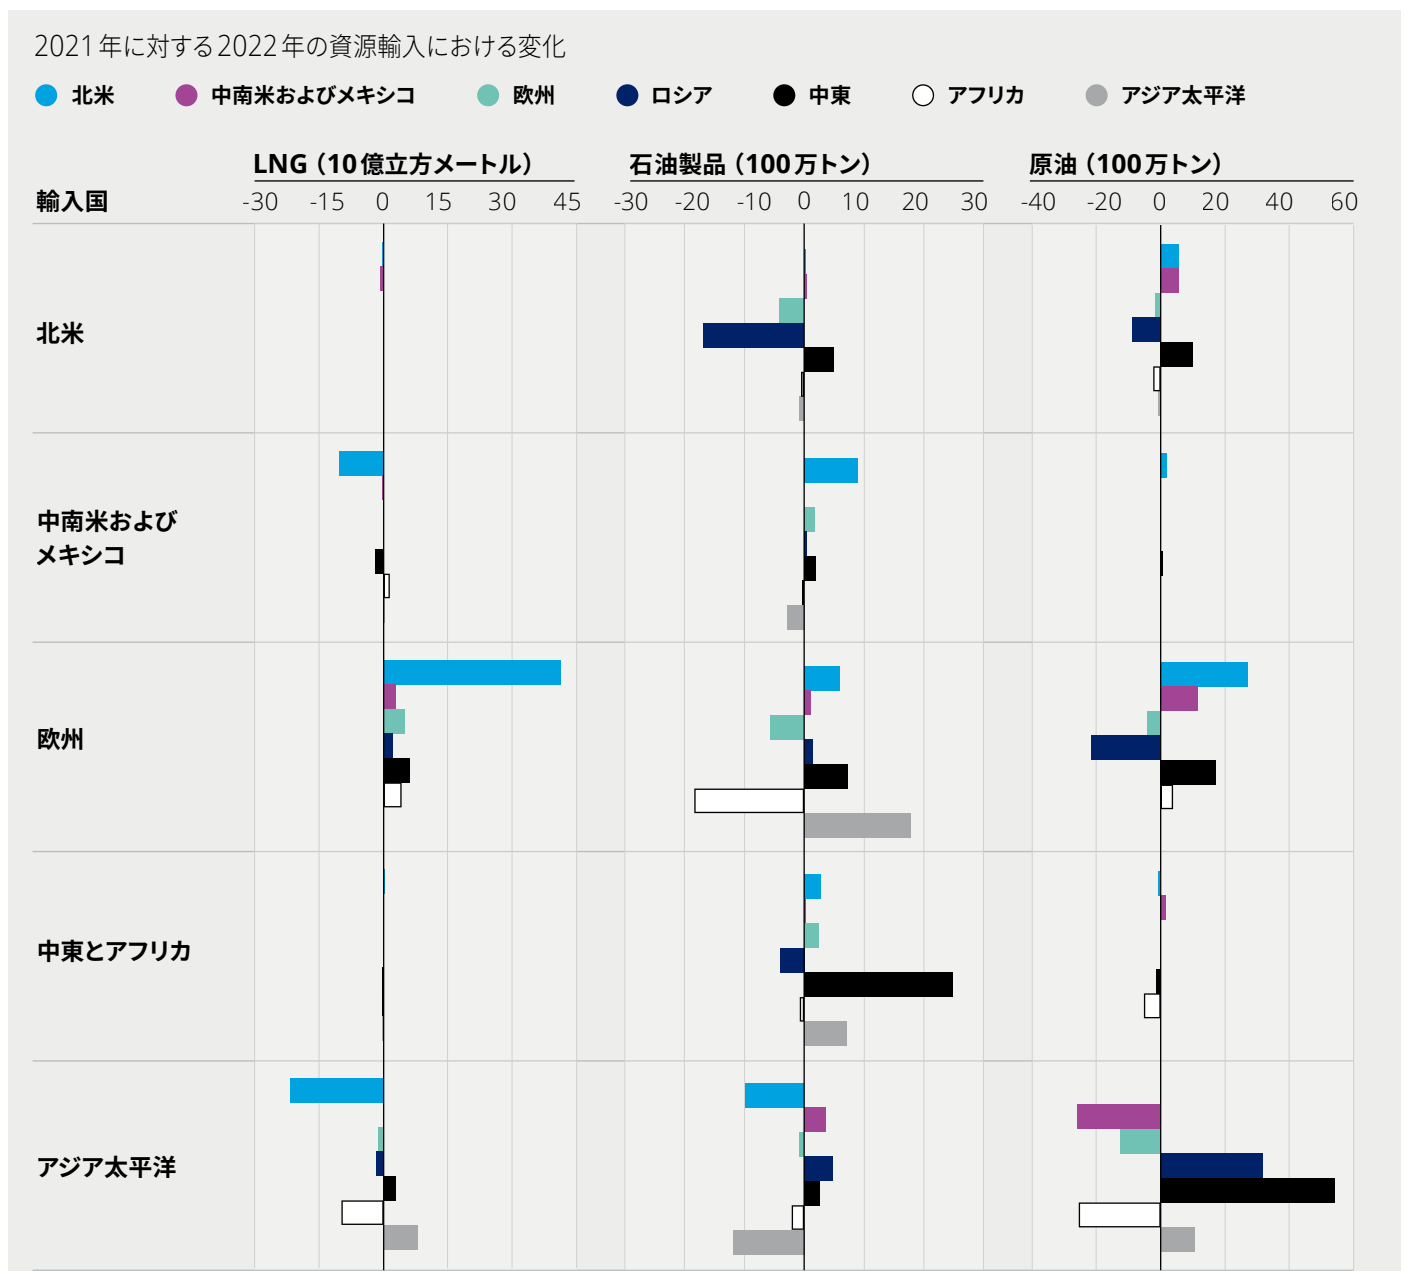 2021年に対する2022年の資源輸入における変化
北米 中南米およびメキシコ 欧州 ロシア 中東 アフリカ アジア太平洋
LNG（10億立方メートル） 石油製品（100万トン） 原油（100万トン）
輸入国 -30 -15 0 15 30 45 -30 -20 -10 0 10 20 30 -40 -20 0 20 40 60
北米
中南米および
メキシコ
欧州
中東とアフリカ
アジア太平洋